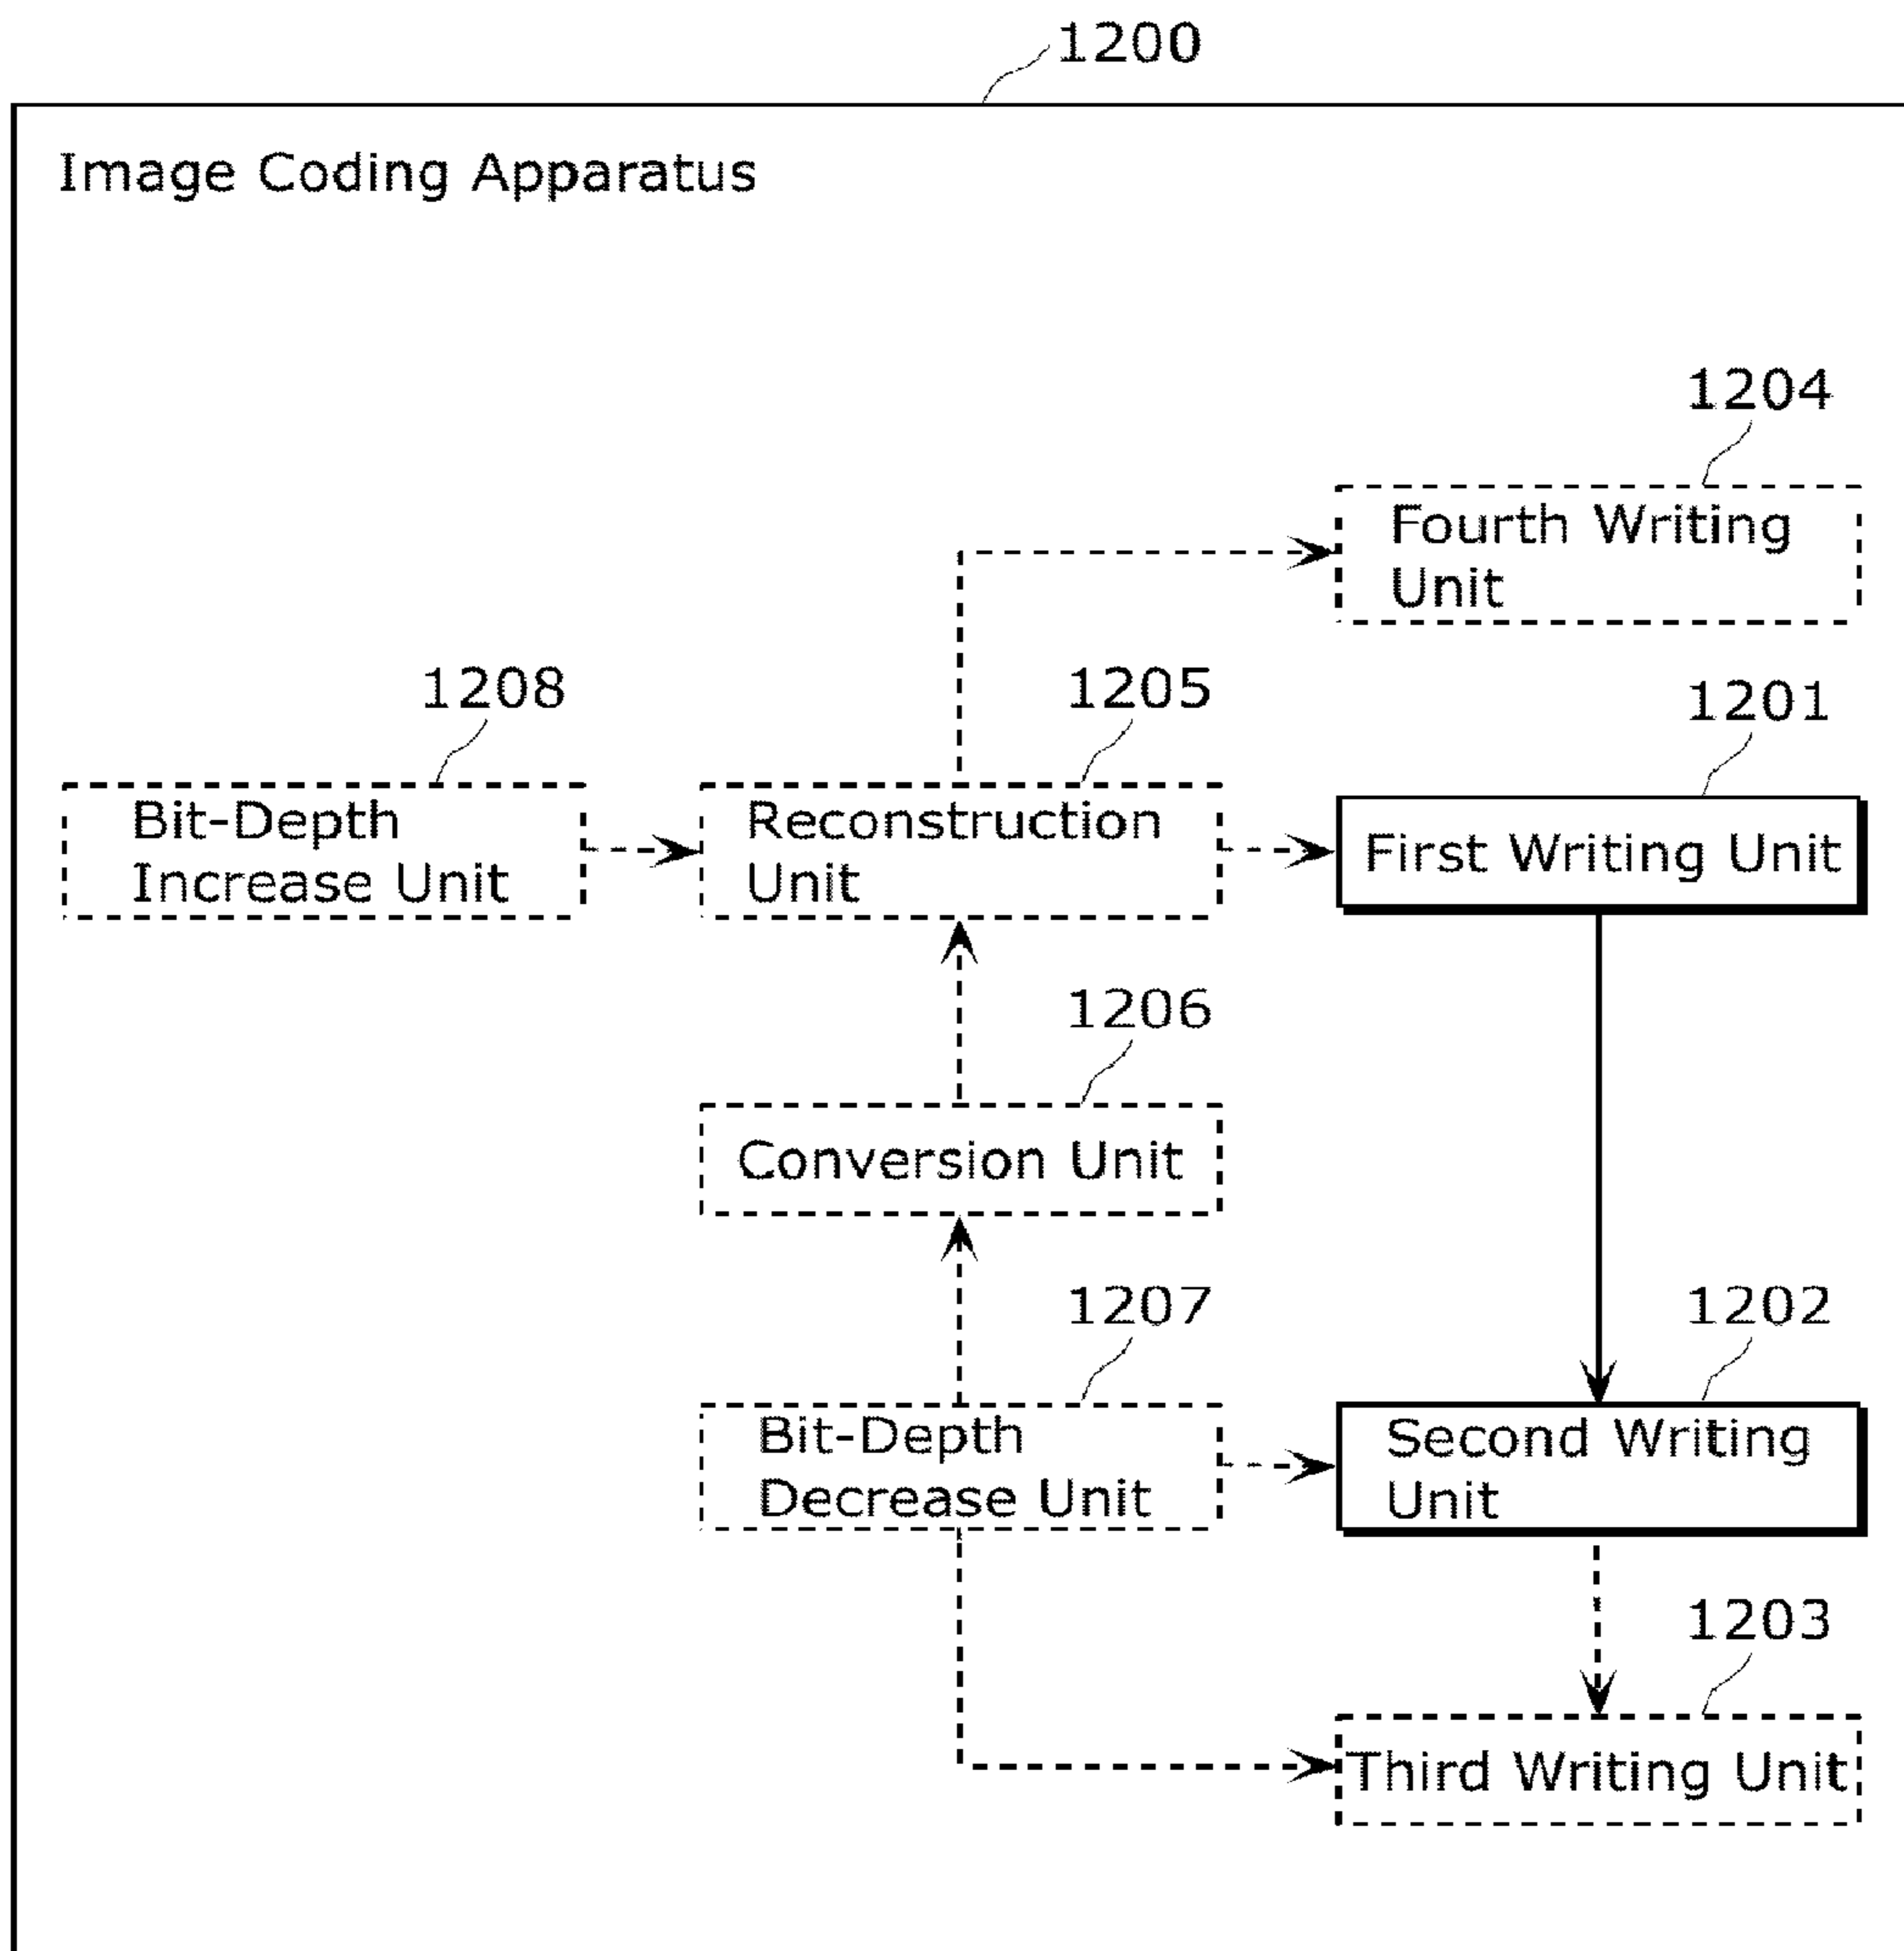 1200
Image Coding Apparatus
1204
Fourth Writing
Unit
1208
1205
1201
Bit-Depth
Increase Unit
Reconstruction
Unit
First Writing Unit
1206
Conversion Unit
1207
1202
Bit-Depth
Decrease Unit
Second Writing
Unit
1203
Third Writing Unit